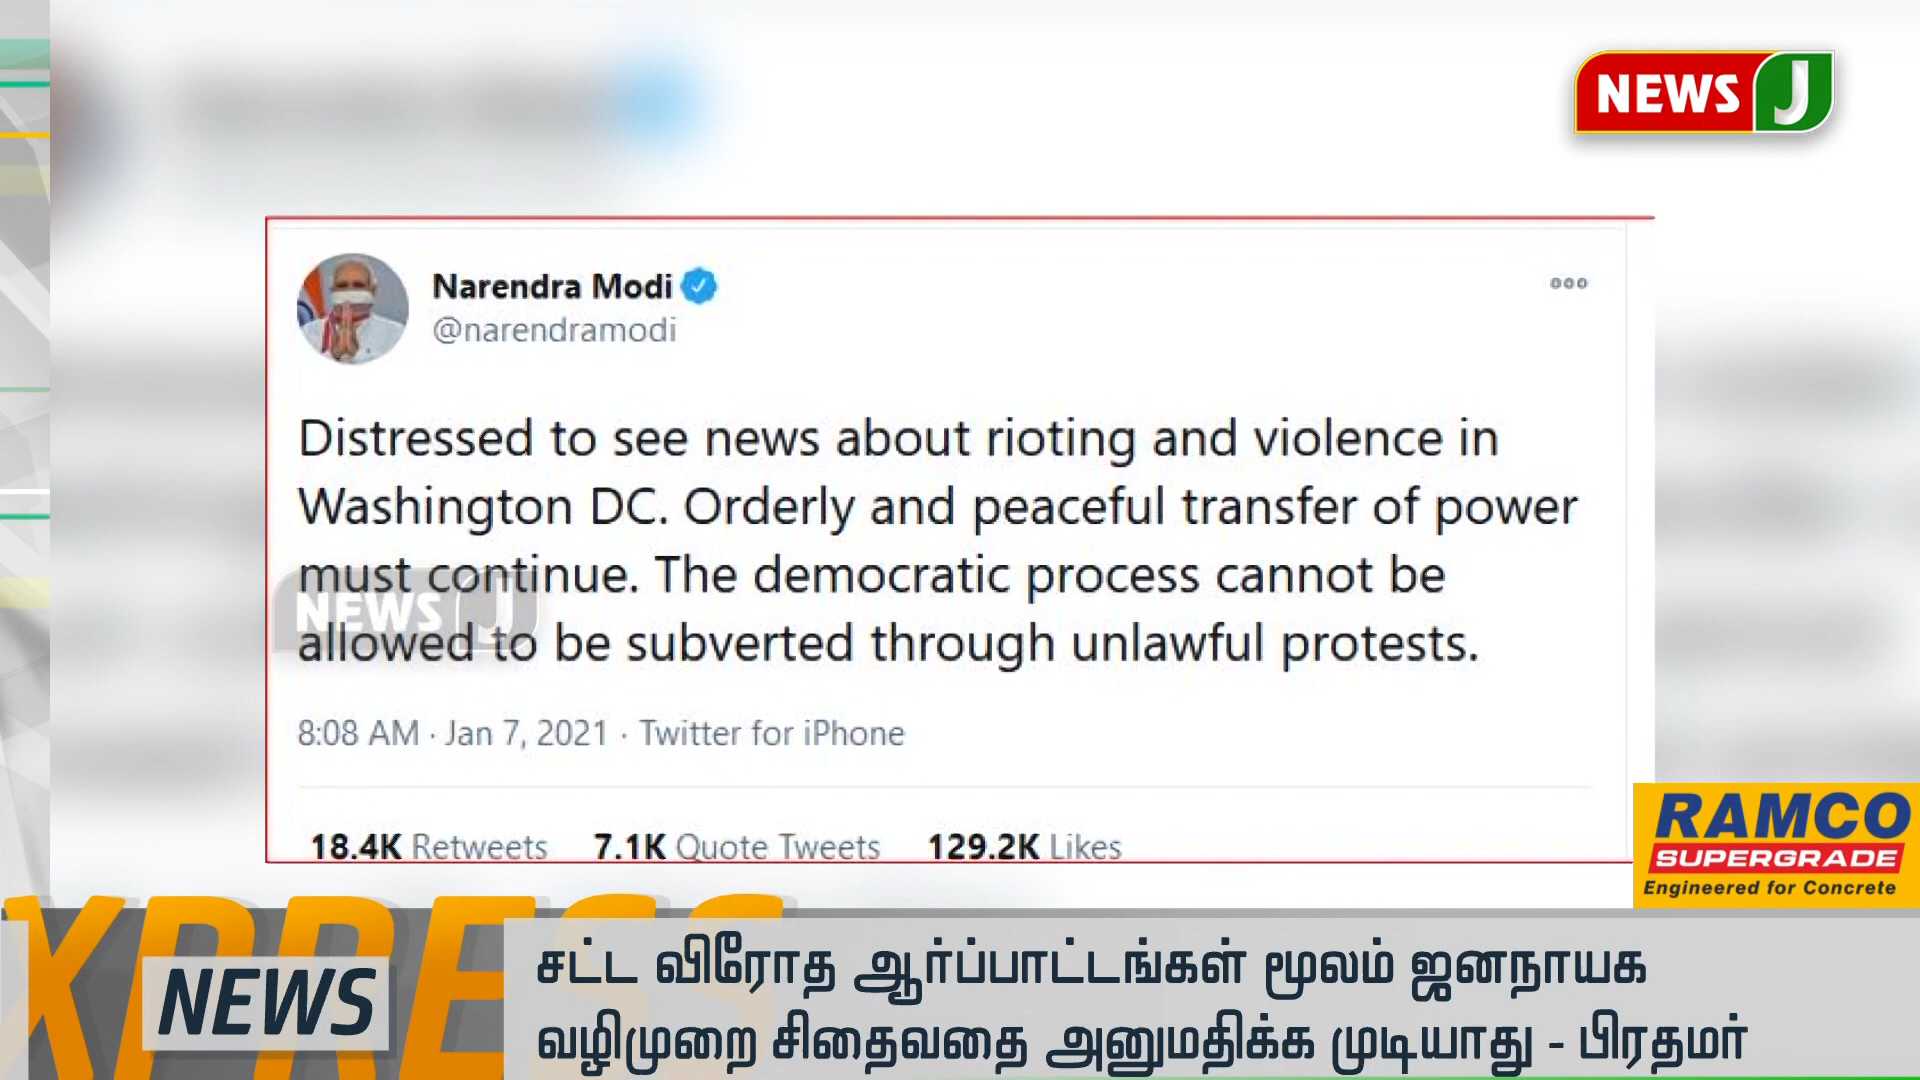 NEWS J
Narendra Modi
@narendramodi
Distressed to see news about rioting and violence in
Washington DC. Orderly and peaceful transfer of power
must continue. The democratic process cannot be
allowed to be subverted through unlawful protests.
NEWS J
8:08 AM · Jan 7, 2021 · Twitter for iPhone
18.4K Retweets 7.1K Quote Tweets 129.2K Likes
RAMCO
SUPERGRADE
Engineered for Concrete
XPRESS
NEWS
சட்ட விரோத ஆர்ப்பாட்டங்கள் மூலம் ஜனநாயக
வழிமுறை சிதைவதை அனுமதிக்க முடியாது - பிரதமர்